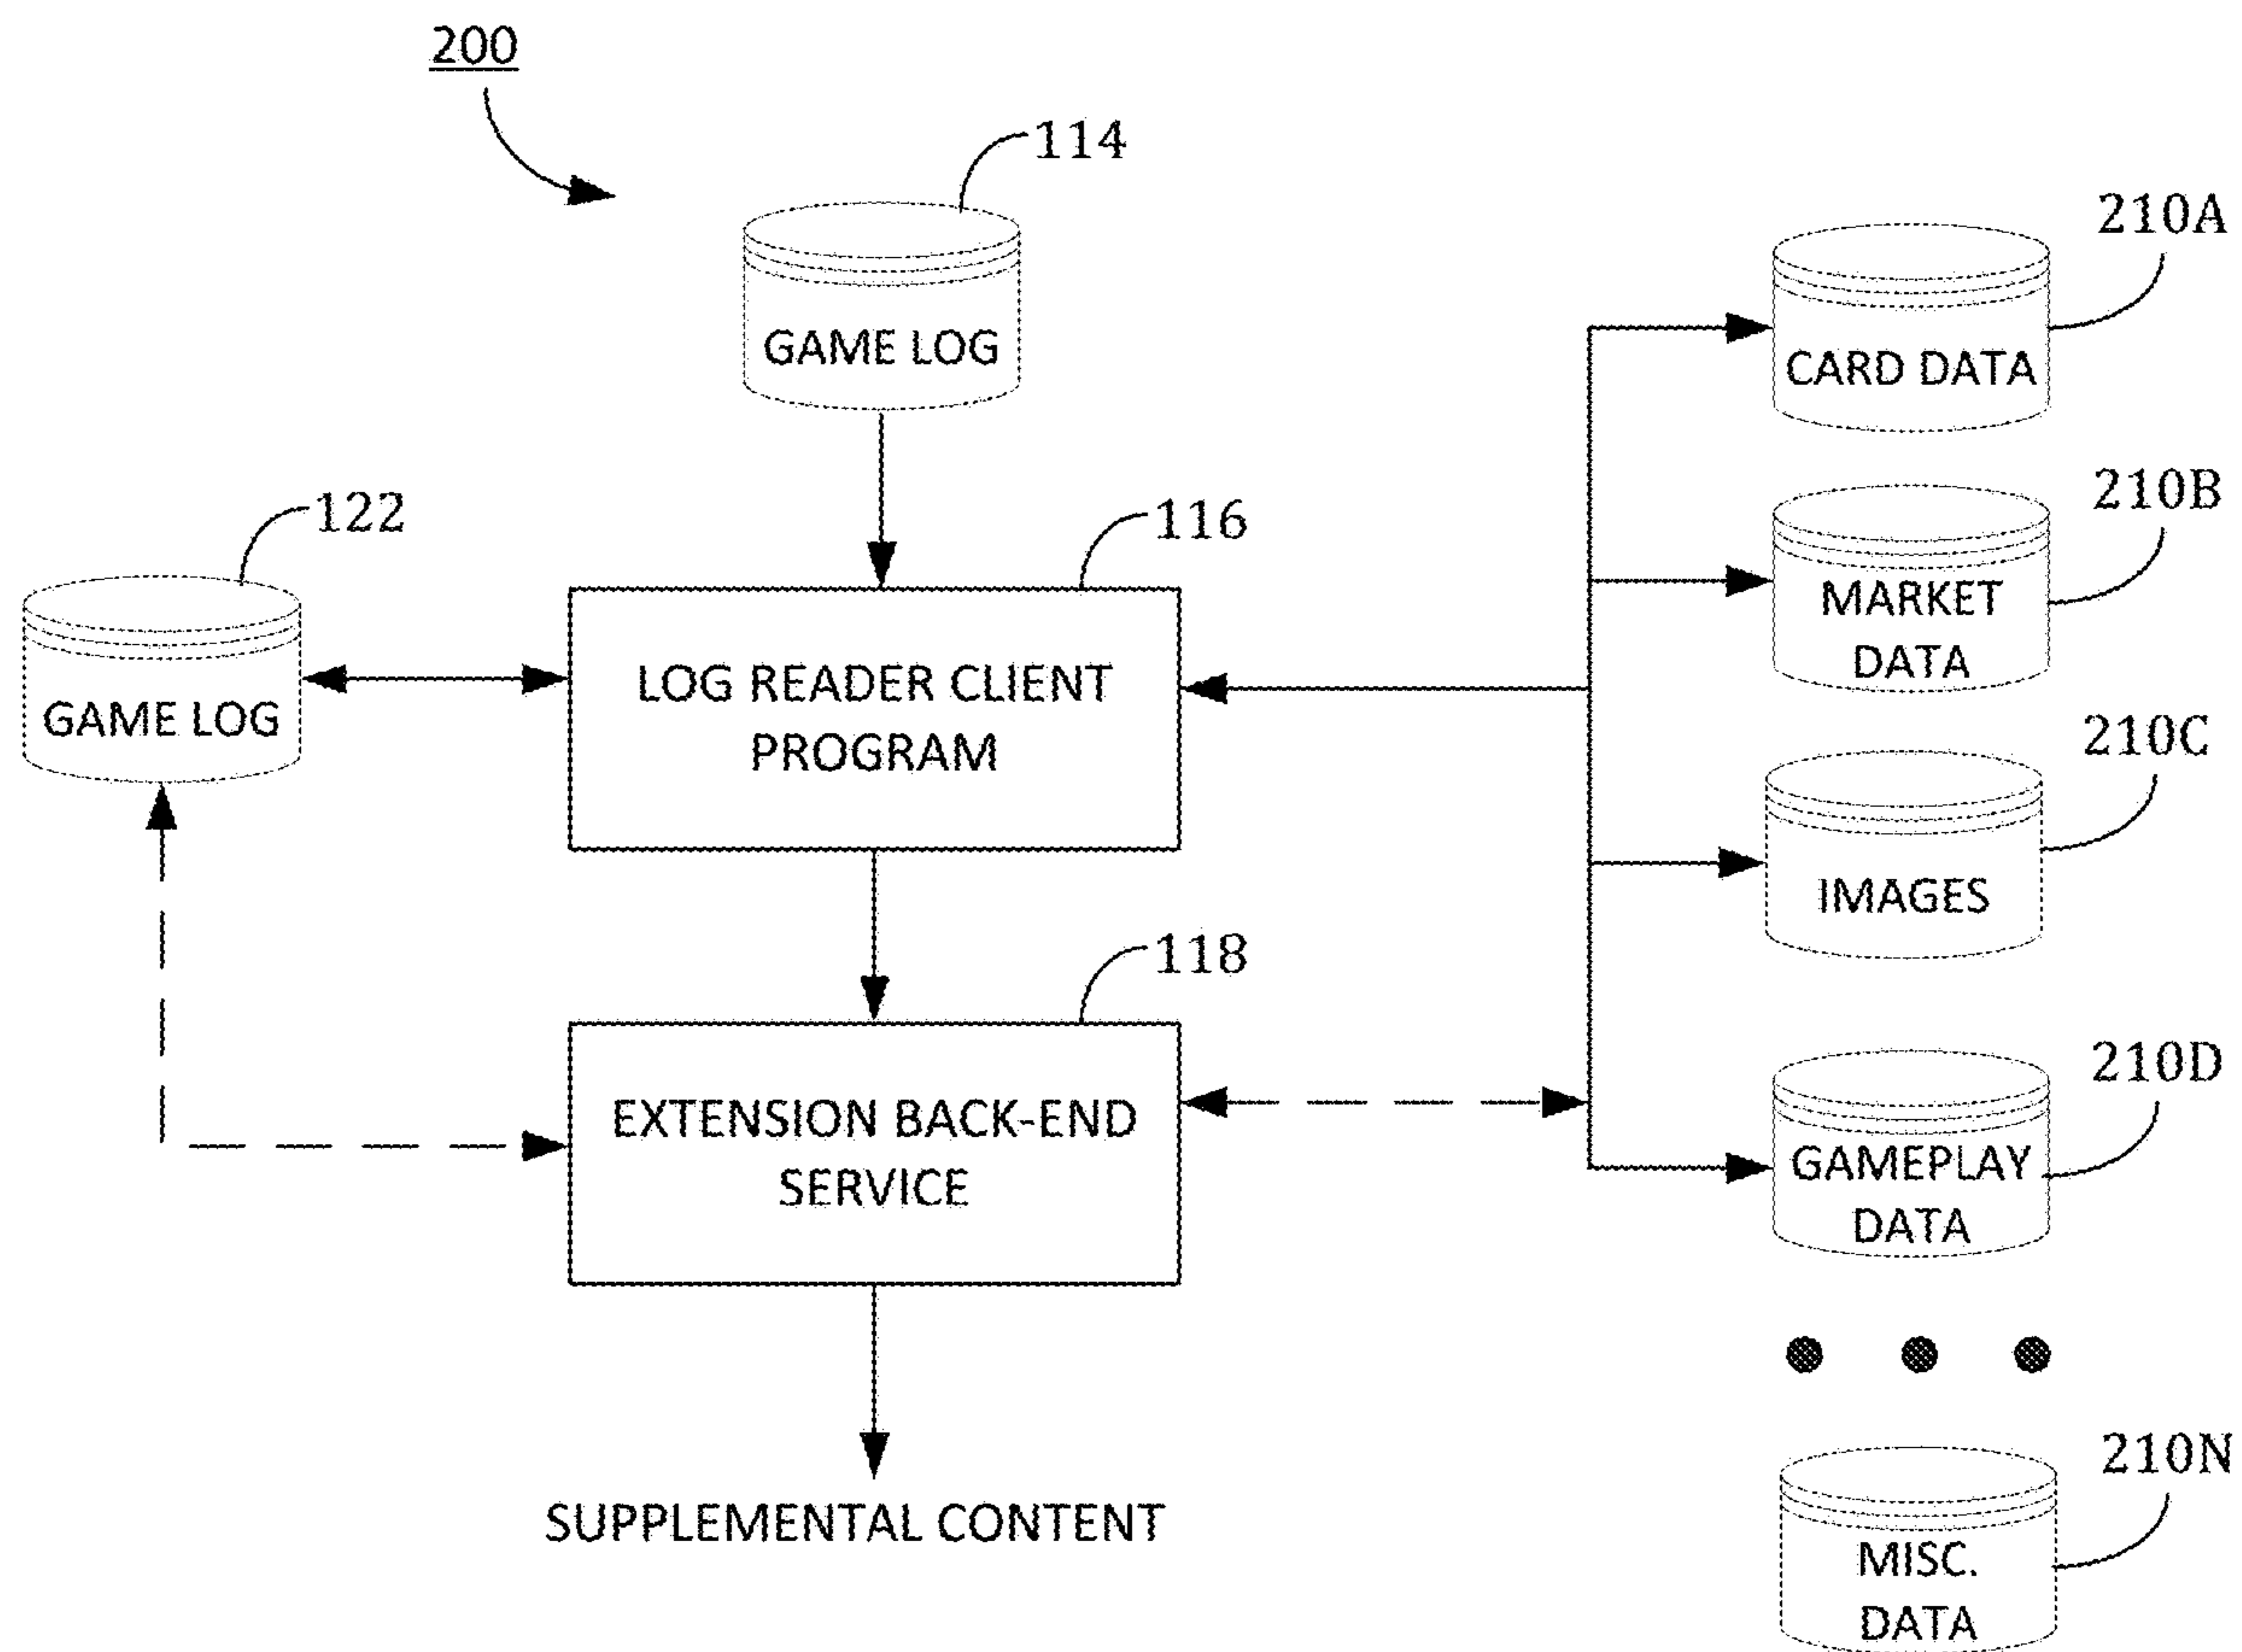 200
114
GAME LOG
210A
CARD DATA
122
GAME LOG
116
LOG READER CLIENT
PROGRAM
210B
MARKET
DATA
210C
IMAGES
118
EXTENSION BACK-END
SERVICE
210D
GAMEPLAY
DATA
SUPPLEMENTAL CONTENT
210N
MISC.
DATA